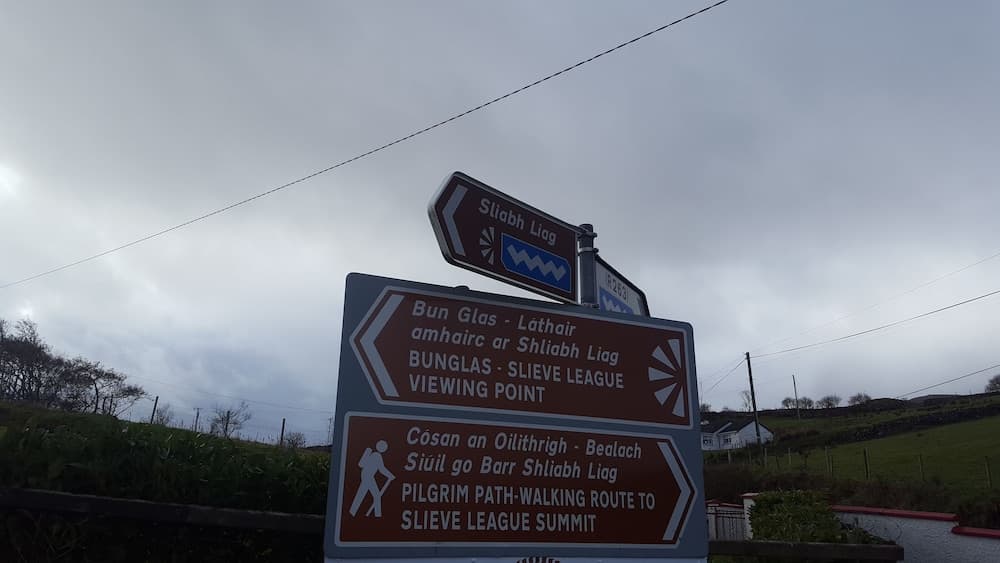 Sliabh Liag
R263
Bun Glas - Láthair
amhairc ar Shliabh Liag
BUNGLAS - SLIEVE LEAGUE
VIEWING POINT
Cósan an Oilithrigh - Bealach
Siúil go Barr Shliabh Liag
PILGRIM PATH-WALKING ROUTE TO
SLIEVE LEAGUE SUMMIT